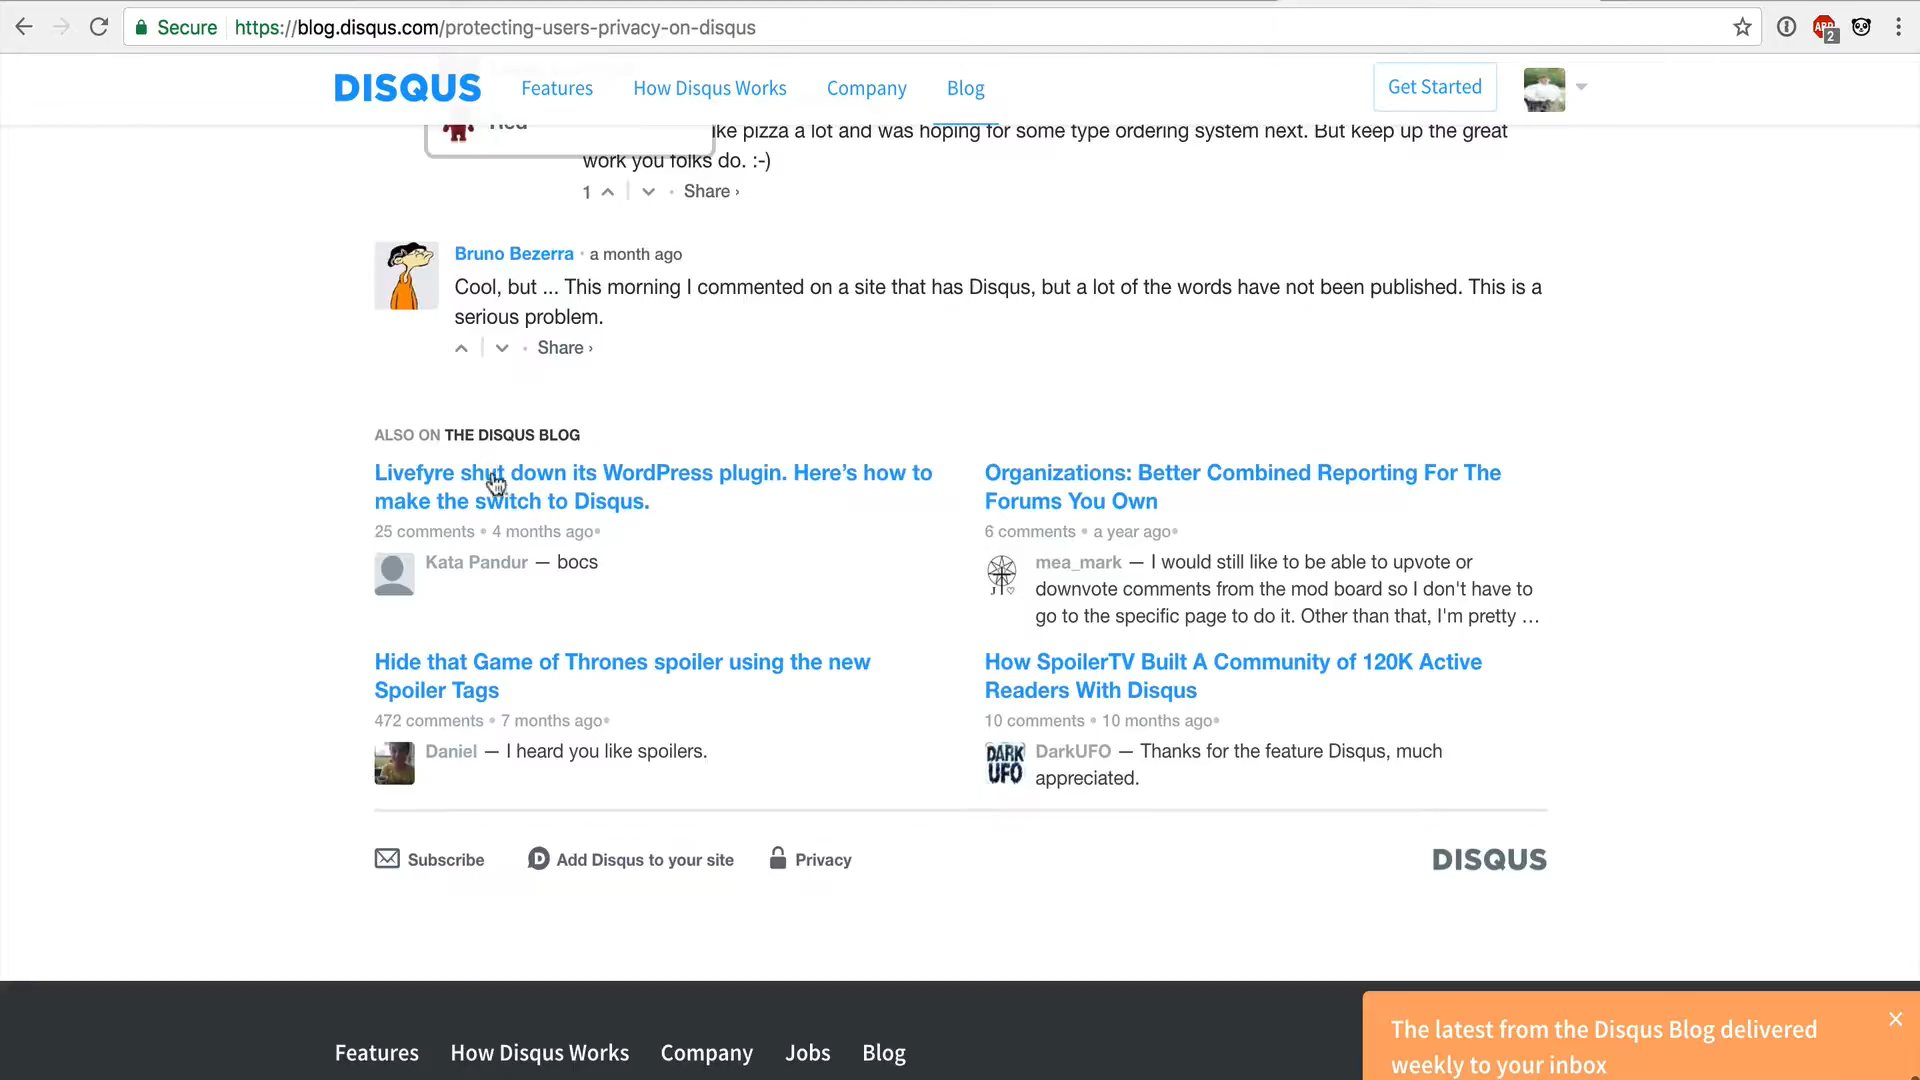 Secure https://blog.disqus.com/protecting-users-privacy-on-disqus
ABP 2
DISQUS Features How Disqus Works Company Blog Get Started
Red
ke pizza a lot and was hoping for some type ordering system next. But keep up the great
work you folks do. :-)
1 Share ›
Bruno Bezerra · a month ago
Cool, but ... This morning I commented on a site that has Disqus, but a lot of the words have not been published. This is a
serious problem.
• Share ›
ALSO ON THE DISQUS BLOG
Livefyre shut down its WordPress plugin. Here’s how to
make the switch to Disqus.
25 comments • 4 months ago•
Kata Pandur — bocs
Organizations: Better Combined Reporting For The
Forums You Own
6 comments • a year ago•
mea_mark — I would still like to be able to upvote or
downvote comments from the mod board so I don't have to
go to the specific page to do it. Other than that, I'm pretty …
Hide that Game of Thrones spoiler using the new
Spoiler Tags
472 comments • 7 months ago•
Daniel — I heard you like spoilers.
How SpoilerTV Built A Community of 120K Active
Readers With Disqus
10 comments • 10 months ago•
DARK
UFO
DarkUFO — Thanks for the feature Disqus, much
appreciated.
Subscribe D Add Disqus to your site Privacy DISQUS
Features How Disqus Works Company Jobs Blog
The latest from the Disqus Blog delivered
weekly to your inbox